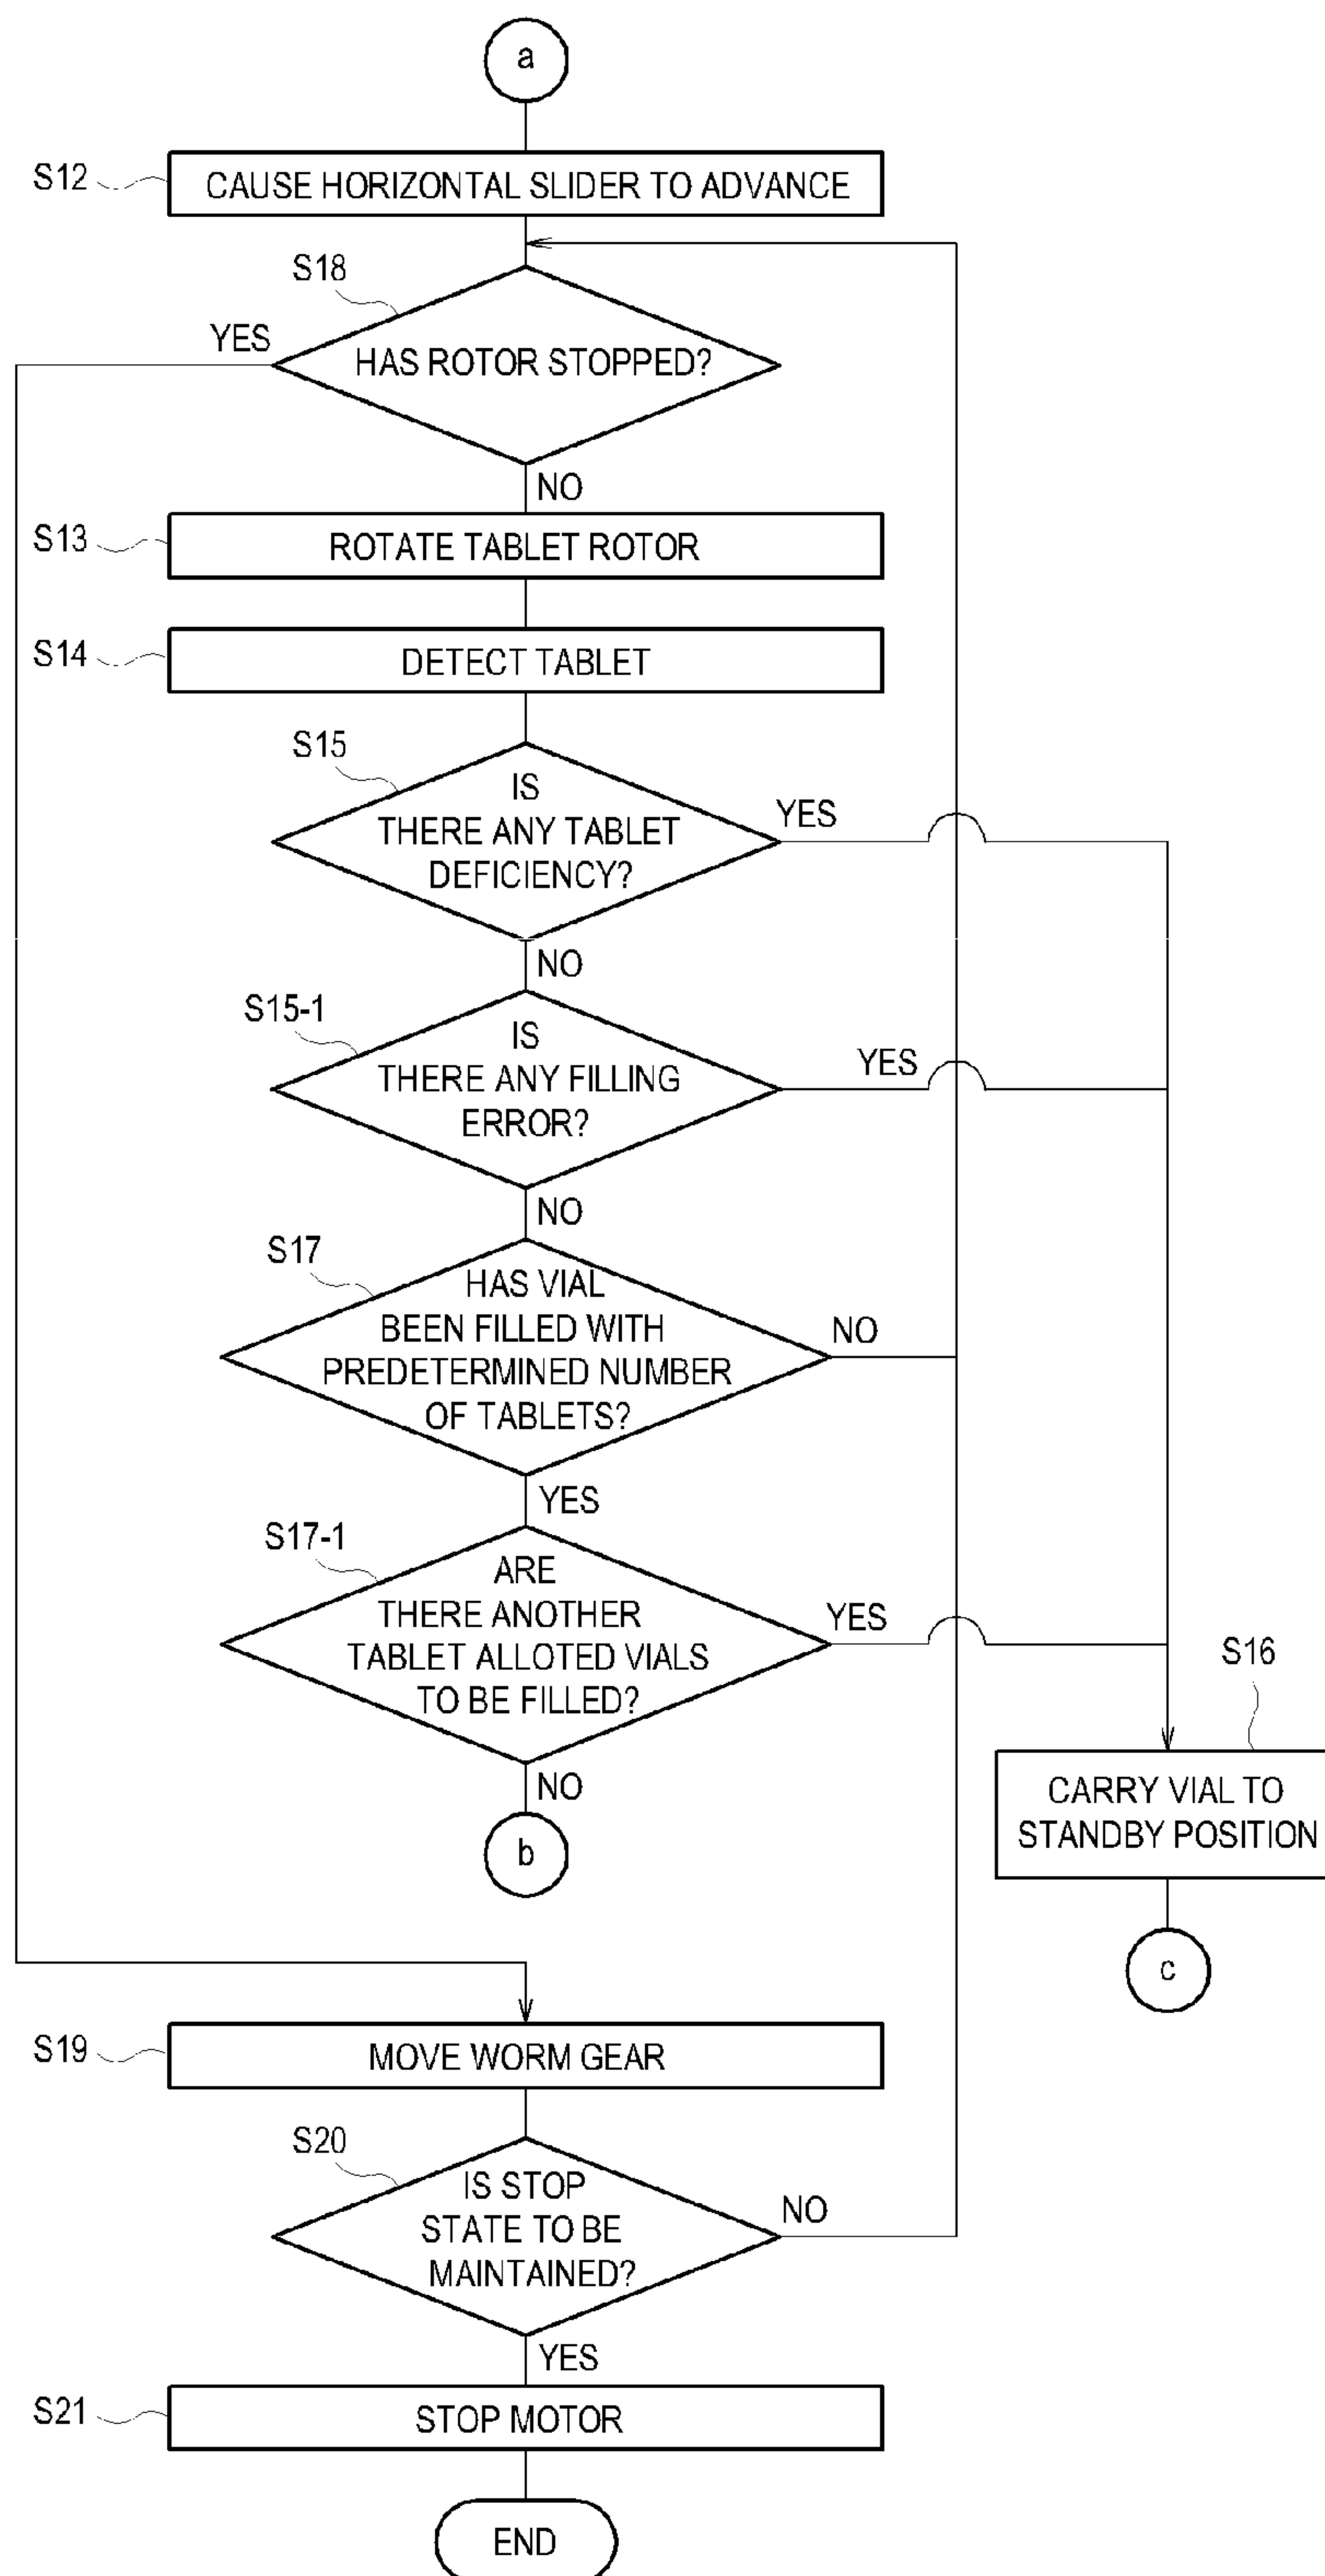 a
S12
CAUSE HORIZONTAL SLIDER TO ADVANCE
S18
YES
HAS ROTOR STOPPED?
NO
S13
ROTATE TABLET ROTOR
S14
DETECT TABLET
S15
IS
THERE ANY TABLET
DEFICIENCY?
YES
NO
S15-1
IS
THERE ANY FILLING
ERROR?
YES
NO
S17
HAS VIAL
BEEN FILLED WITH
PREDETERMINED NUMBER
OF TABLETS?
NO
YES
S17-1
ARE
THERE ANOTHER
TABLET ALLOTED VIALS
TO BE FILLED?
YES
NO
b
S16
CARRY VIAL TO
STANDBY POSITION
c
S19
MOVE WORM GEAR
S20
IS STOP
STATE TO BE
MAINTAINED?
NO
YES
S21
STOP MOTOR
END